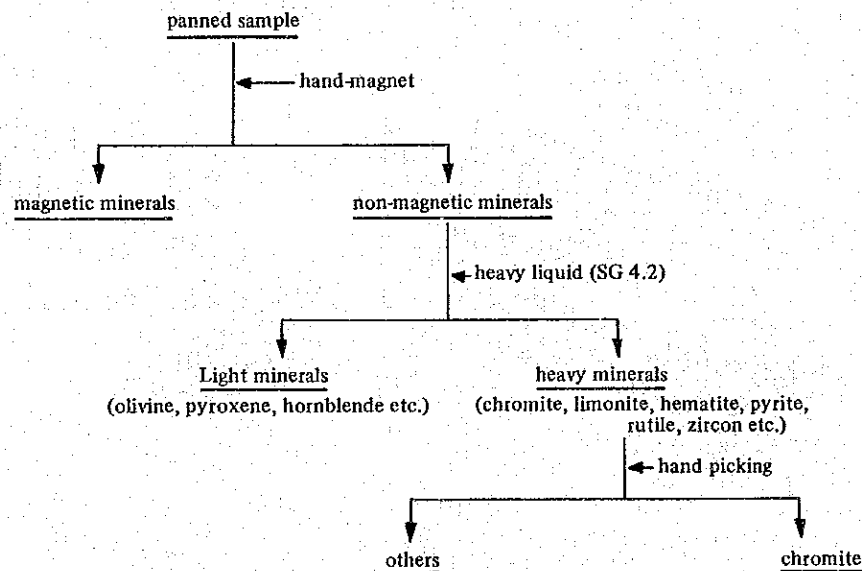 panned sample
hand-magnet
magnetic minerals
non-magnetic minerals
heavy liquid (SG 4.2)
Light minerals
(olivine, pyroxene, hornblende etc.)
heavy minerals
(chromite, limonite, hematite, pyrite,
rutile, zircon etc.)
hand picking
others
chromite